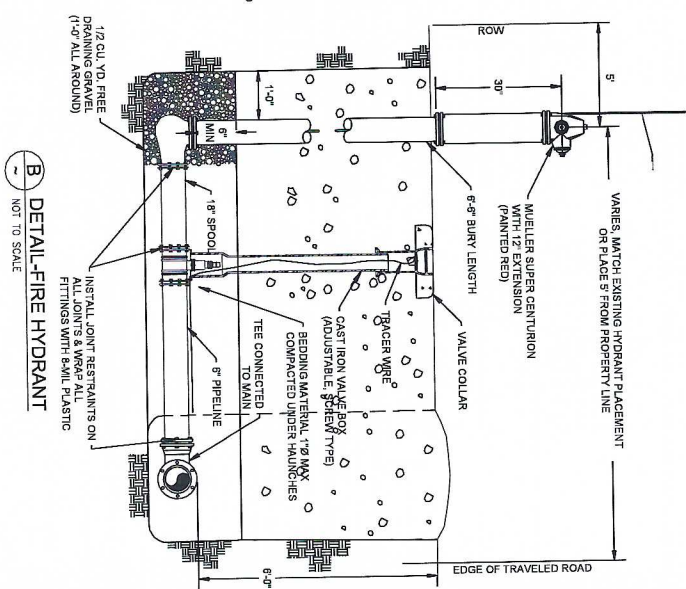 ROW
5'
30"
VARIES, MATCH EXISTING HYDRANT PLACEMENT
OR PLACE 5' FROM PROPERTY LINE
EDGE OF TRAVELED ROAD
MUELLER SUPER CENTURION
WITH 12" EXTENSION
(PAINTED RED)
6'-6" BURY LENGTH
VALVE COLLAR
TRACER WIRE
CAST IRON VALVE BOX
(ADJUSTABLE, SCREW TYPE)
BEDDING MATERIAL 1"Ø MAX
COMPACTED UNDER HAUNCHES
TEE CONNECTED
TO MAIN
6" PIPELINE
18" SPOOL
1'-0"
6"
MIN
6'-0"
1/2 CU. YD. FREE
DRAINING GRAVEL
(1'-0" ALL AROUND)
INSTALL JOINT RESTRAINTS ON
ALL JOINTS & WRAP ALL
FITTINGS WITH 8-MIL PLASTIC
B
~
DETAIL-FIRE HYDRANT
NOT TO SCALE